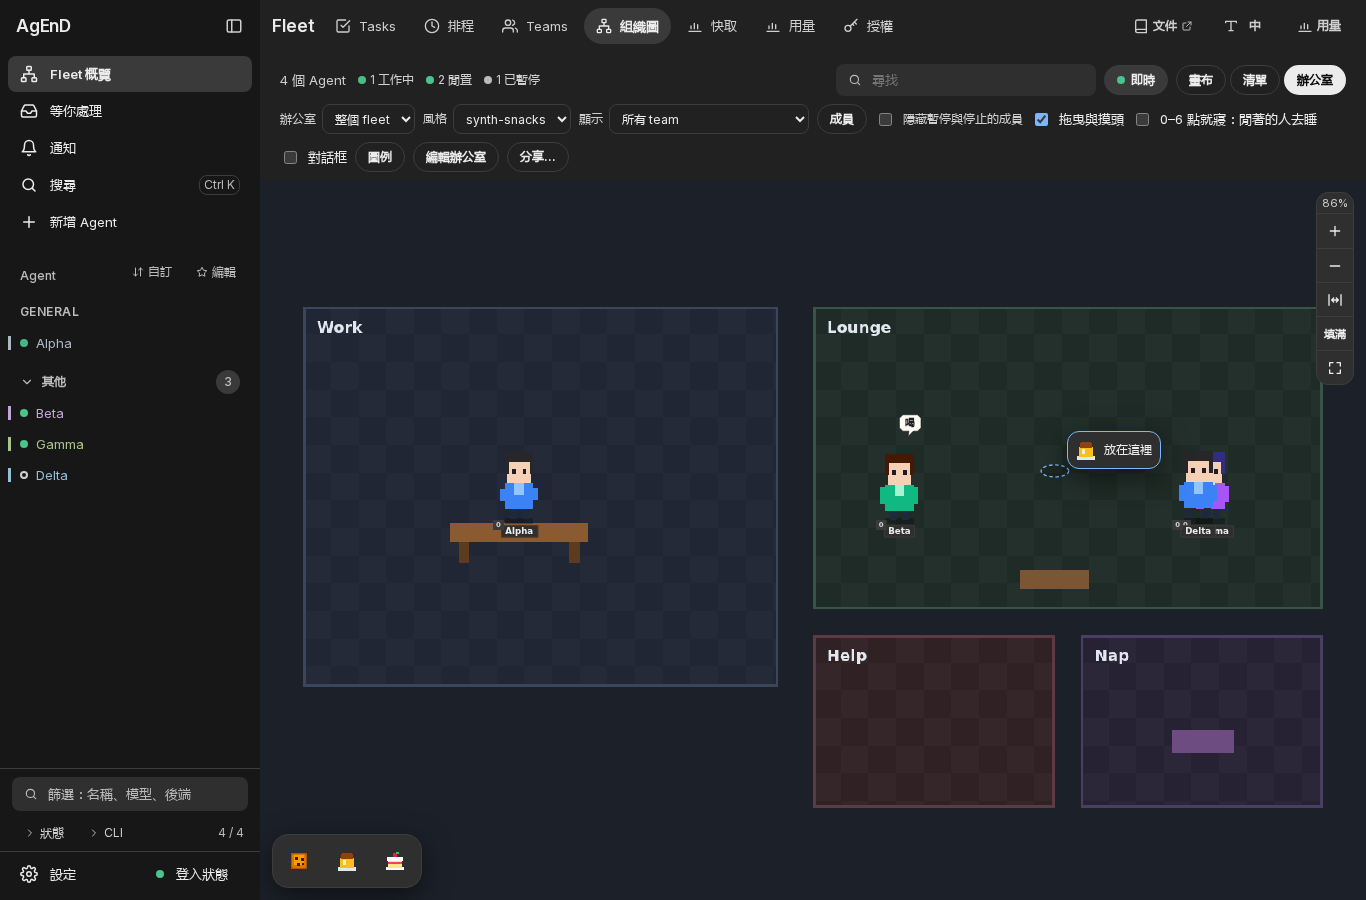 AgEnD
Fleet 概覽
等你處理
通知
搜尋 Ctrl K
新增 Agent
Agent 自訂 編輯
GENERAL
Alpha
其他 3
Beta
Gamma
Delta
篩選：名稱、模型、後端
狀態 CLI 4 / 4
設定 登入狀態
Fleet Tasks 排程 Teams 組織圖 快取 用量 授權 文件 中 用量
4 個 Agent 1 工作中 2 閒置 1 已暫停 尋找 即時 畫布 清單 辦公室
辦公室 整個 fleet 風格 synth-snacks 顯示 所有 team 成員 隱藏暫停與停止的成員 拖曳與摸頭 0–6 點就寢：閒著的人去睡
對話框 圖例 編輯辦公室 分享…
86%
填滿
Work
0
Alpha
Lounge
喝
放在這裡
0
Beta
0
Delta ma
Help
Nap